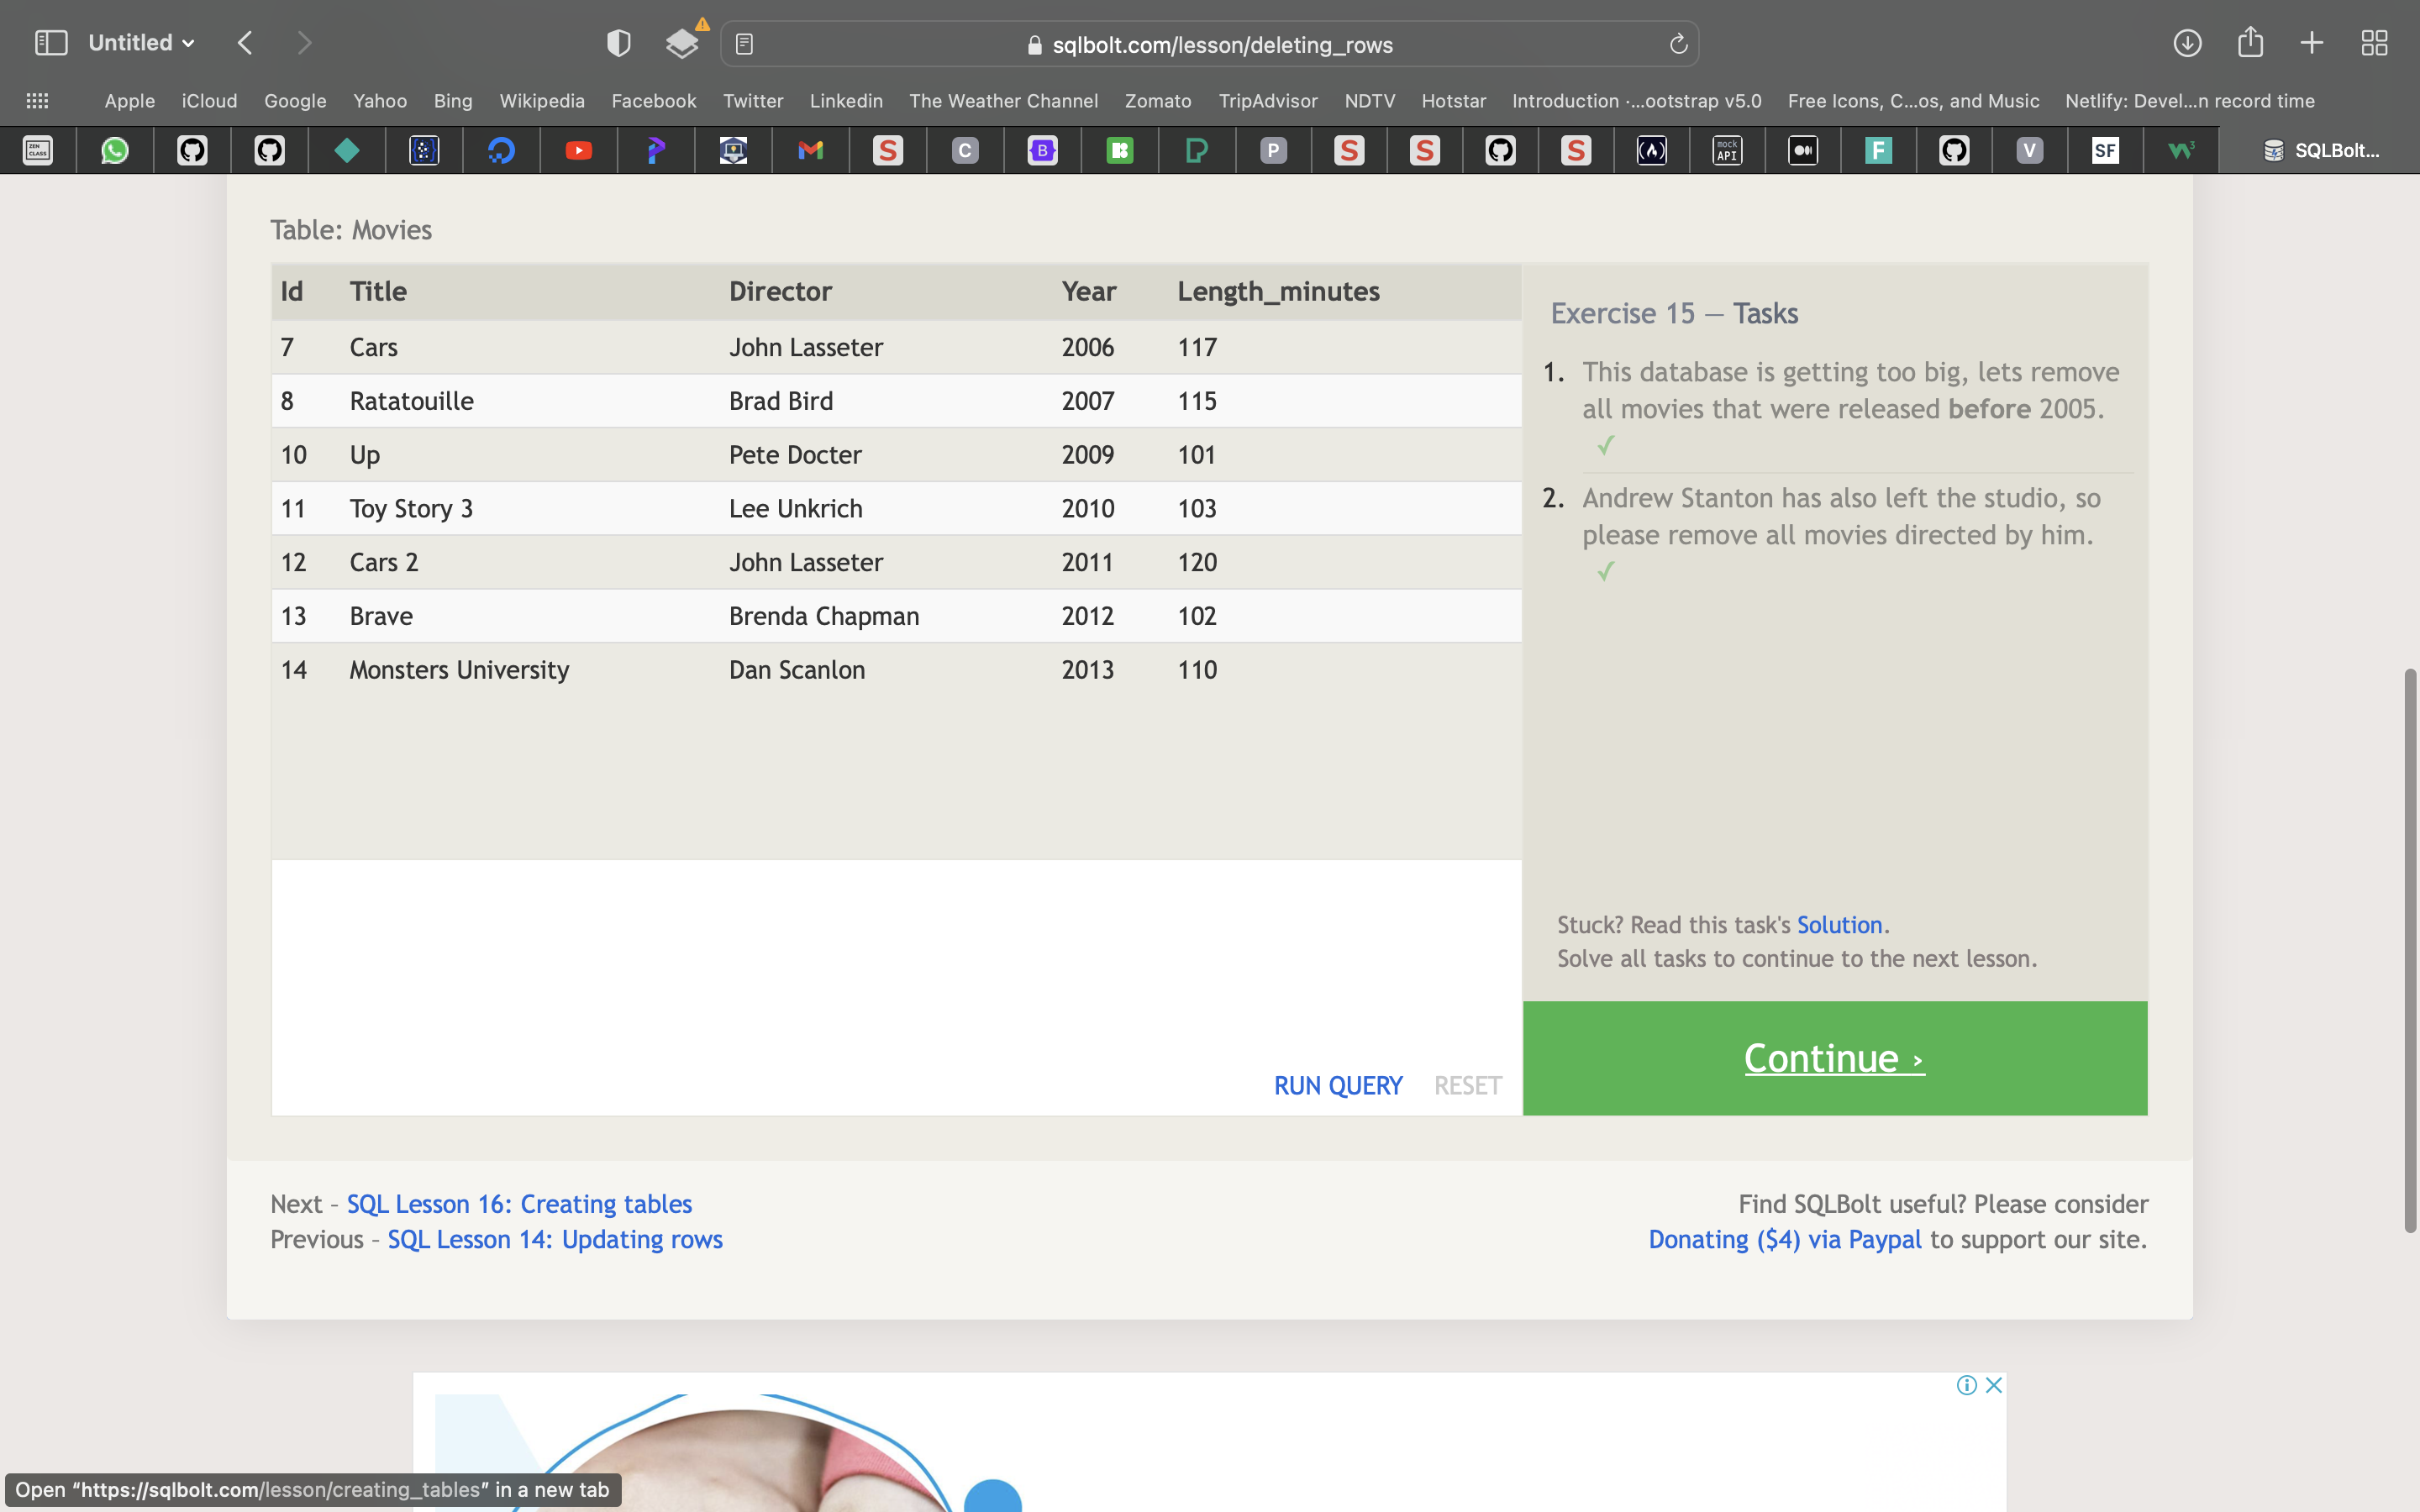 Untitled
sqlbolt.com/lesson/deleting_rows
Apple iCloud Google Yahoo Bing Wikipedia Facebook Twitter Linkedin The Weather Channel Zomato TripAdvisor NDTV Hotstar Introduction ·...ootstrap v5.0 Free Icons, C...os, and Music Netlify: Devel...n record time
ZEN CLASS S C B P S S S mock API F V SF SQLBolt...
Table: Movies
Id Title Director Year Length_minutes
7 Cars John Lasseter 2006 117
8 Ratatouille Brad Bird 2007 115
10 Up Pete Docter 2009 101
11 Toy Story 3 Lee Unkrich 2010 103
12 Cars 2 John Lasseter 2011 120
13 Brave Brenda Chapman 2012 102
14 Monsters University Dan Scanlon 2013 110
RUN QUERY RESET
Exercise 15 — Tasks
1. This database is getting too big, lets remove
all movies that were released before 2005.
✓
2. Andrew Stanton has also left the studio, so
please remove all movies directed by him.
✓
Stuck? Read this task's Solution.
Solve all tasks to continue to the next lesson.
Continue ›
Next – SQL Lesson 16: Creating tables
Previous – SQL Lesson 14: Updating rows
Find SQLBolt useful? Please consider
Donating ($4) via Paypal to support our site.
Open “https://sqlbolt.com/lesson/creating_tables” in a new tab